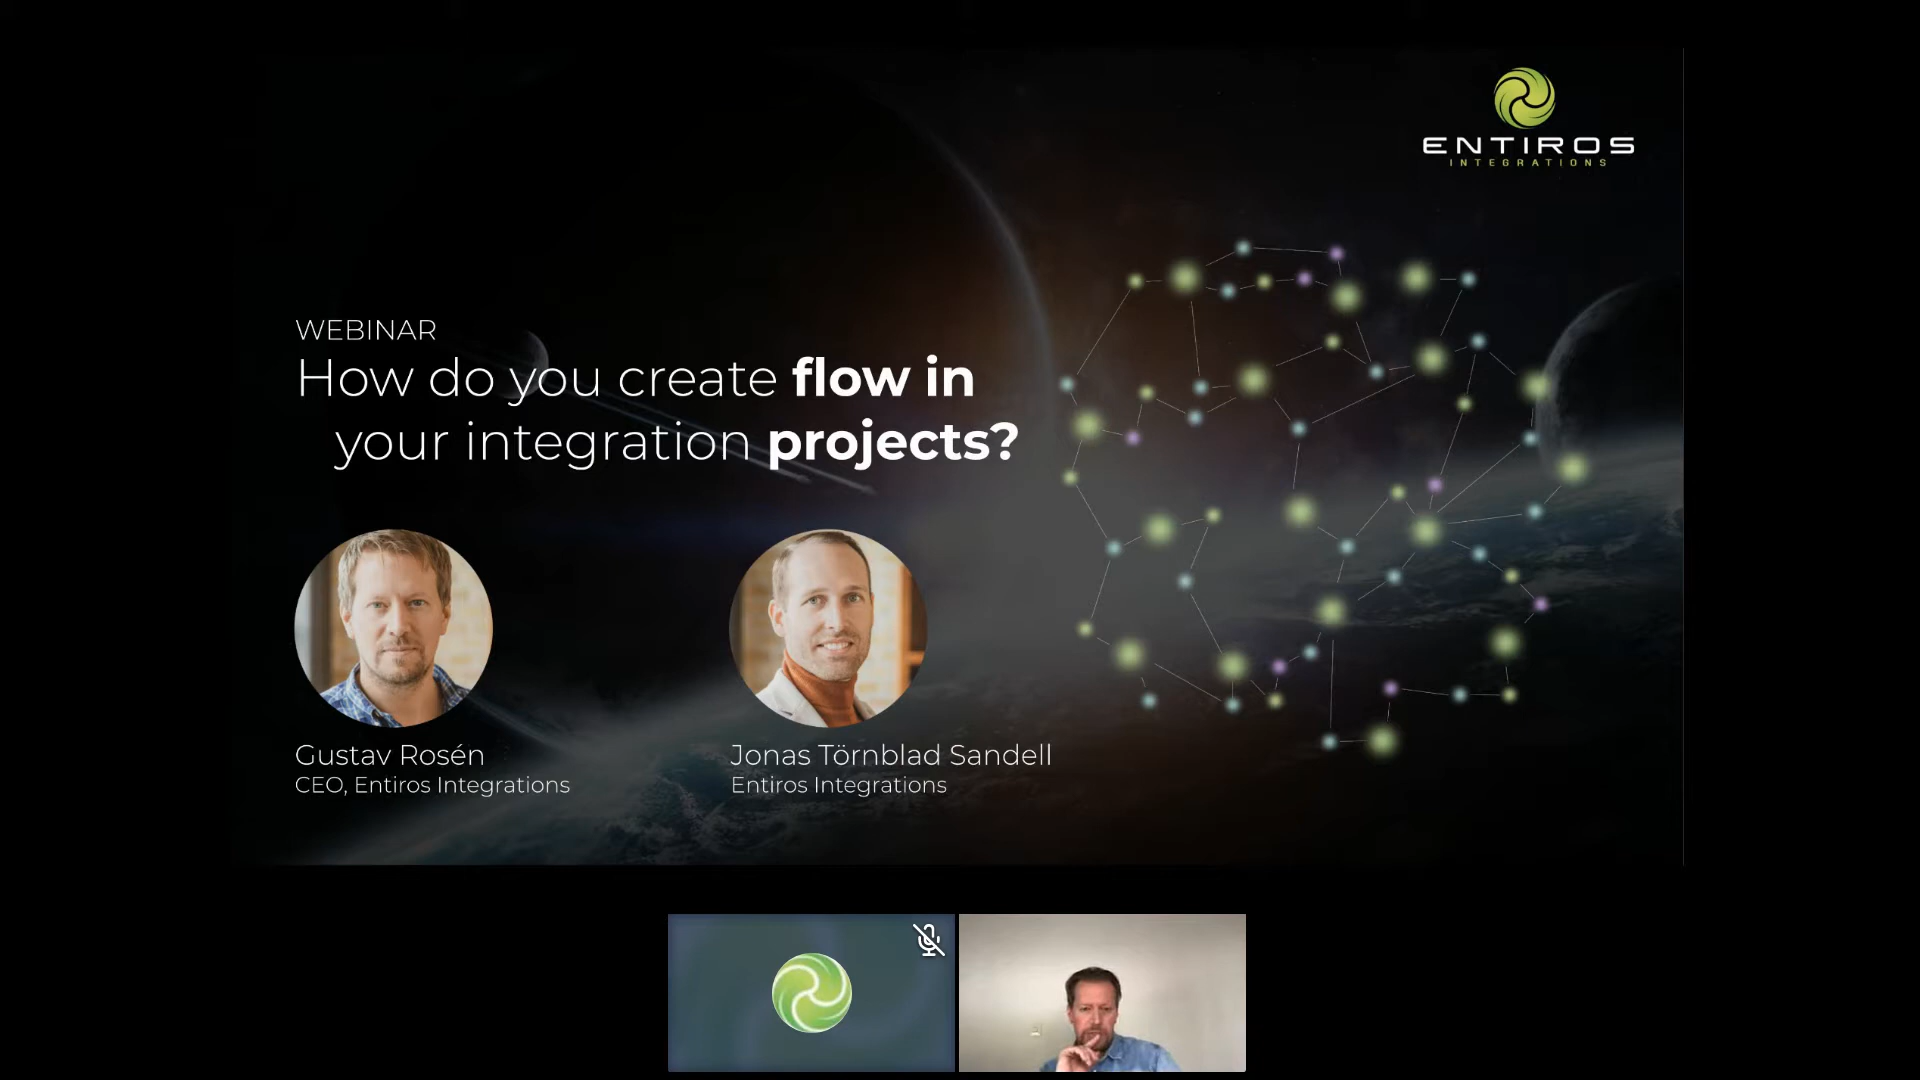 ENTIROS
INTEGRATIONS
WEBINAR
How do you create flow in
your integration projects?
Gustav Rosén
CEO, Entiros Integrations
Jonas Törnblad Sandell
Entiros Integrations